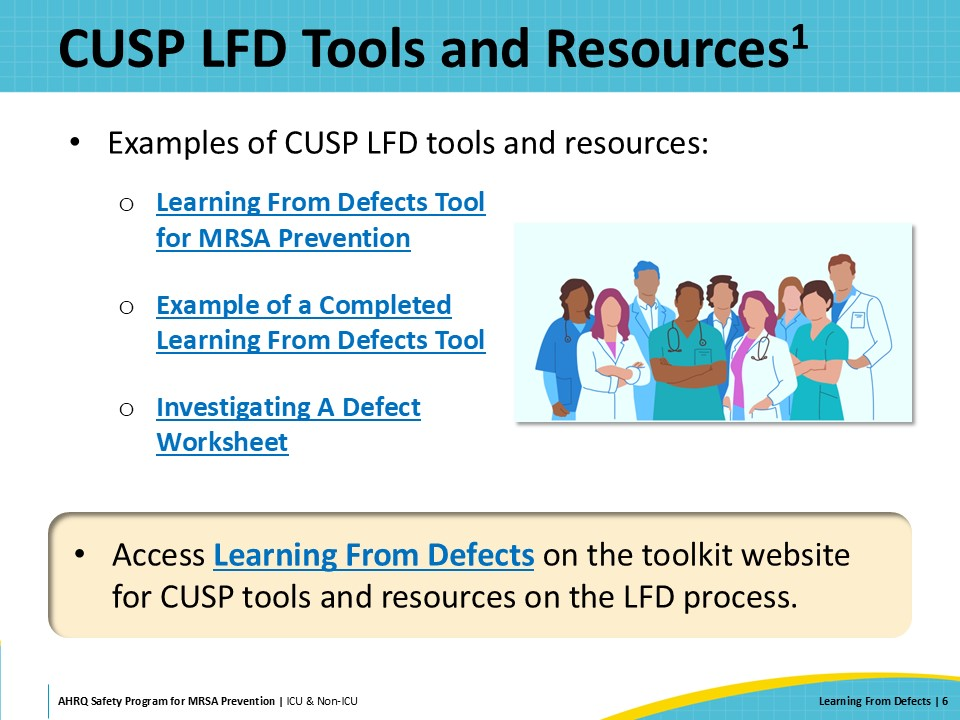 CUSP LFD Tools and Resources1
• Examples of CUSP LFD tools and resources:
o Learning From Defects Tool
for MRSA Prevention
o Example of a Completed
Learning From Defects Tool
o Investigating A Defect
Worksheet
• Access Learning From Defects on the toolkit website
for CUSP tools and resources on the LFD process.
AHRQ Safety Program for MRSA Prevention | ICU & Non-ICU
Learning From Defects | 6